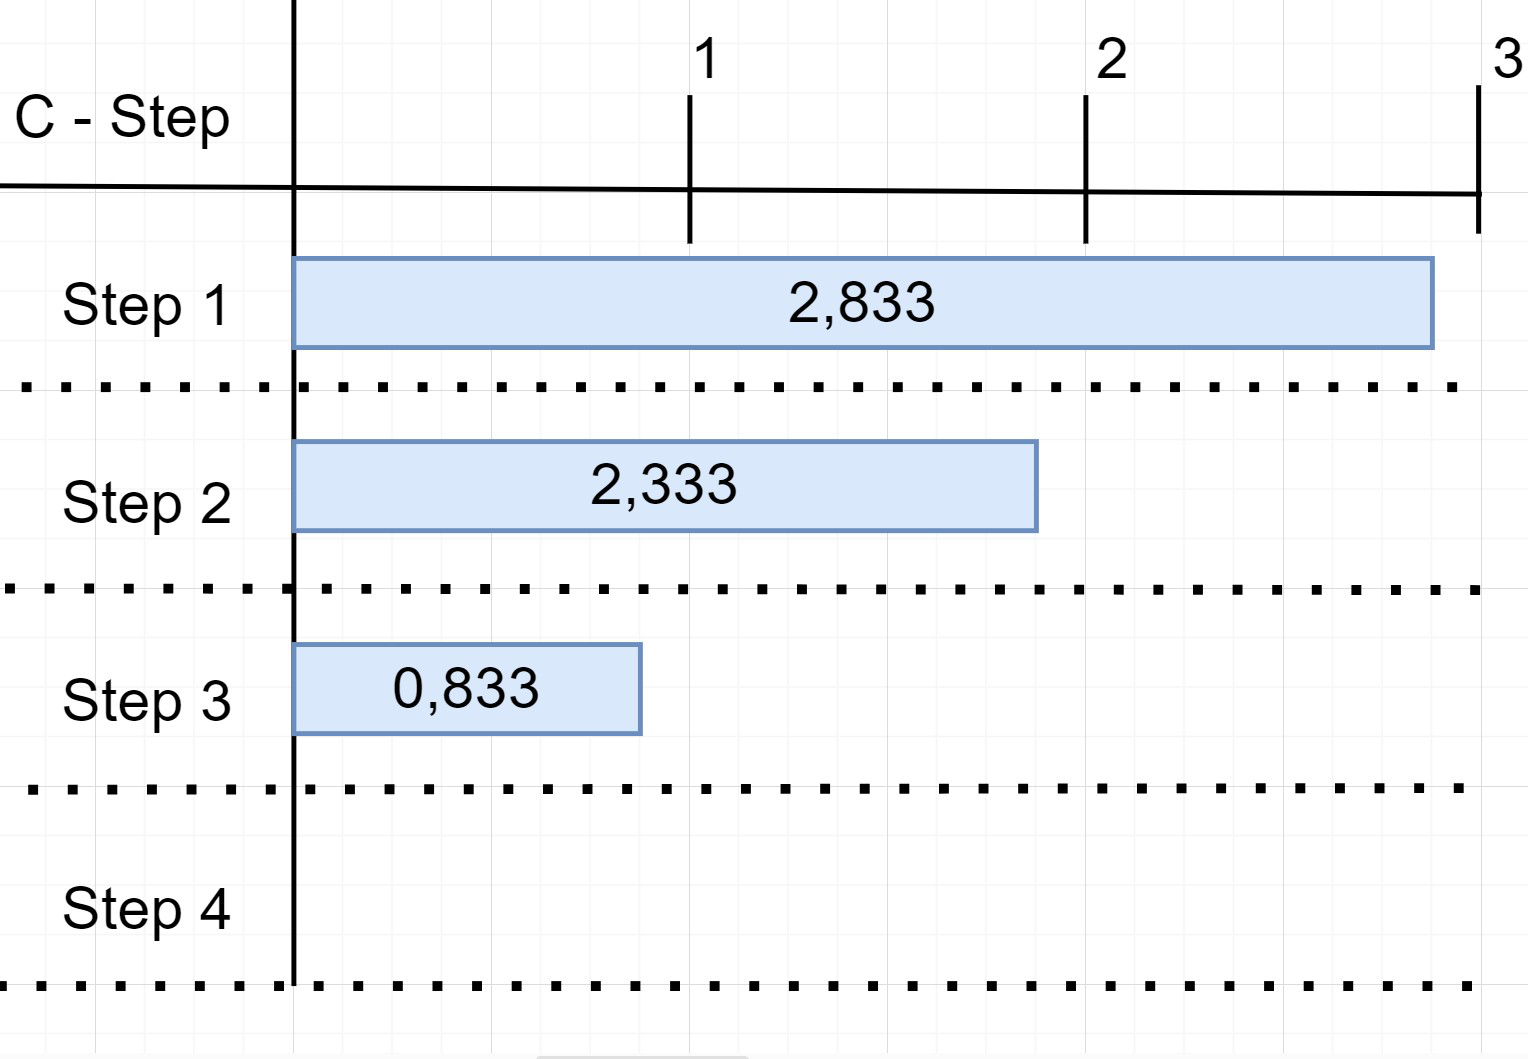 1
2
3
C - Step
Step 1
2,833
Step 2
2,333
Step 3
0,833
Step 4